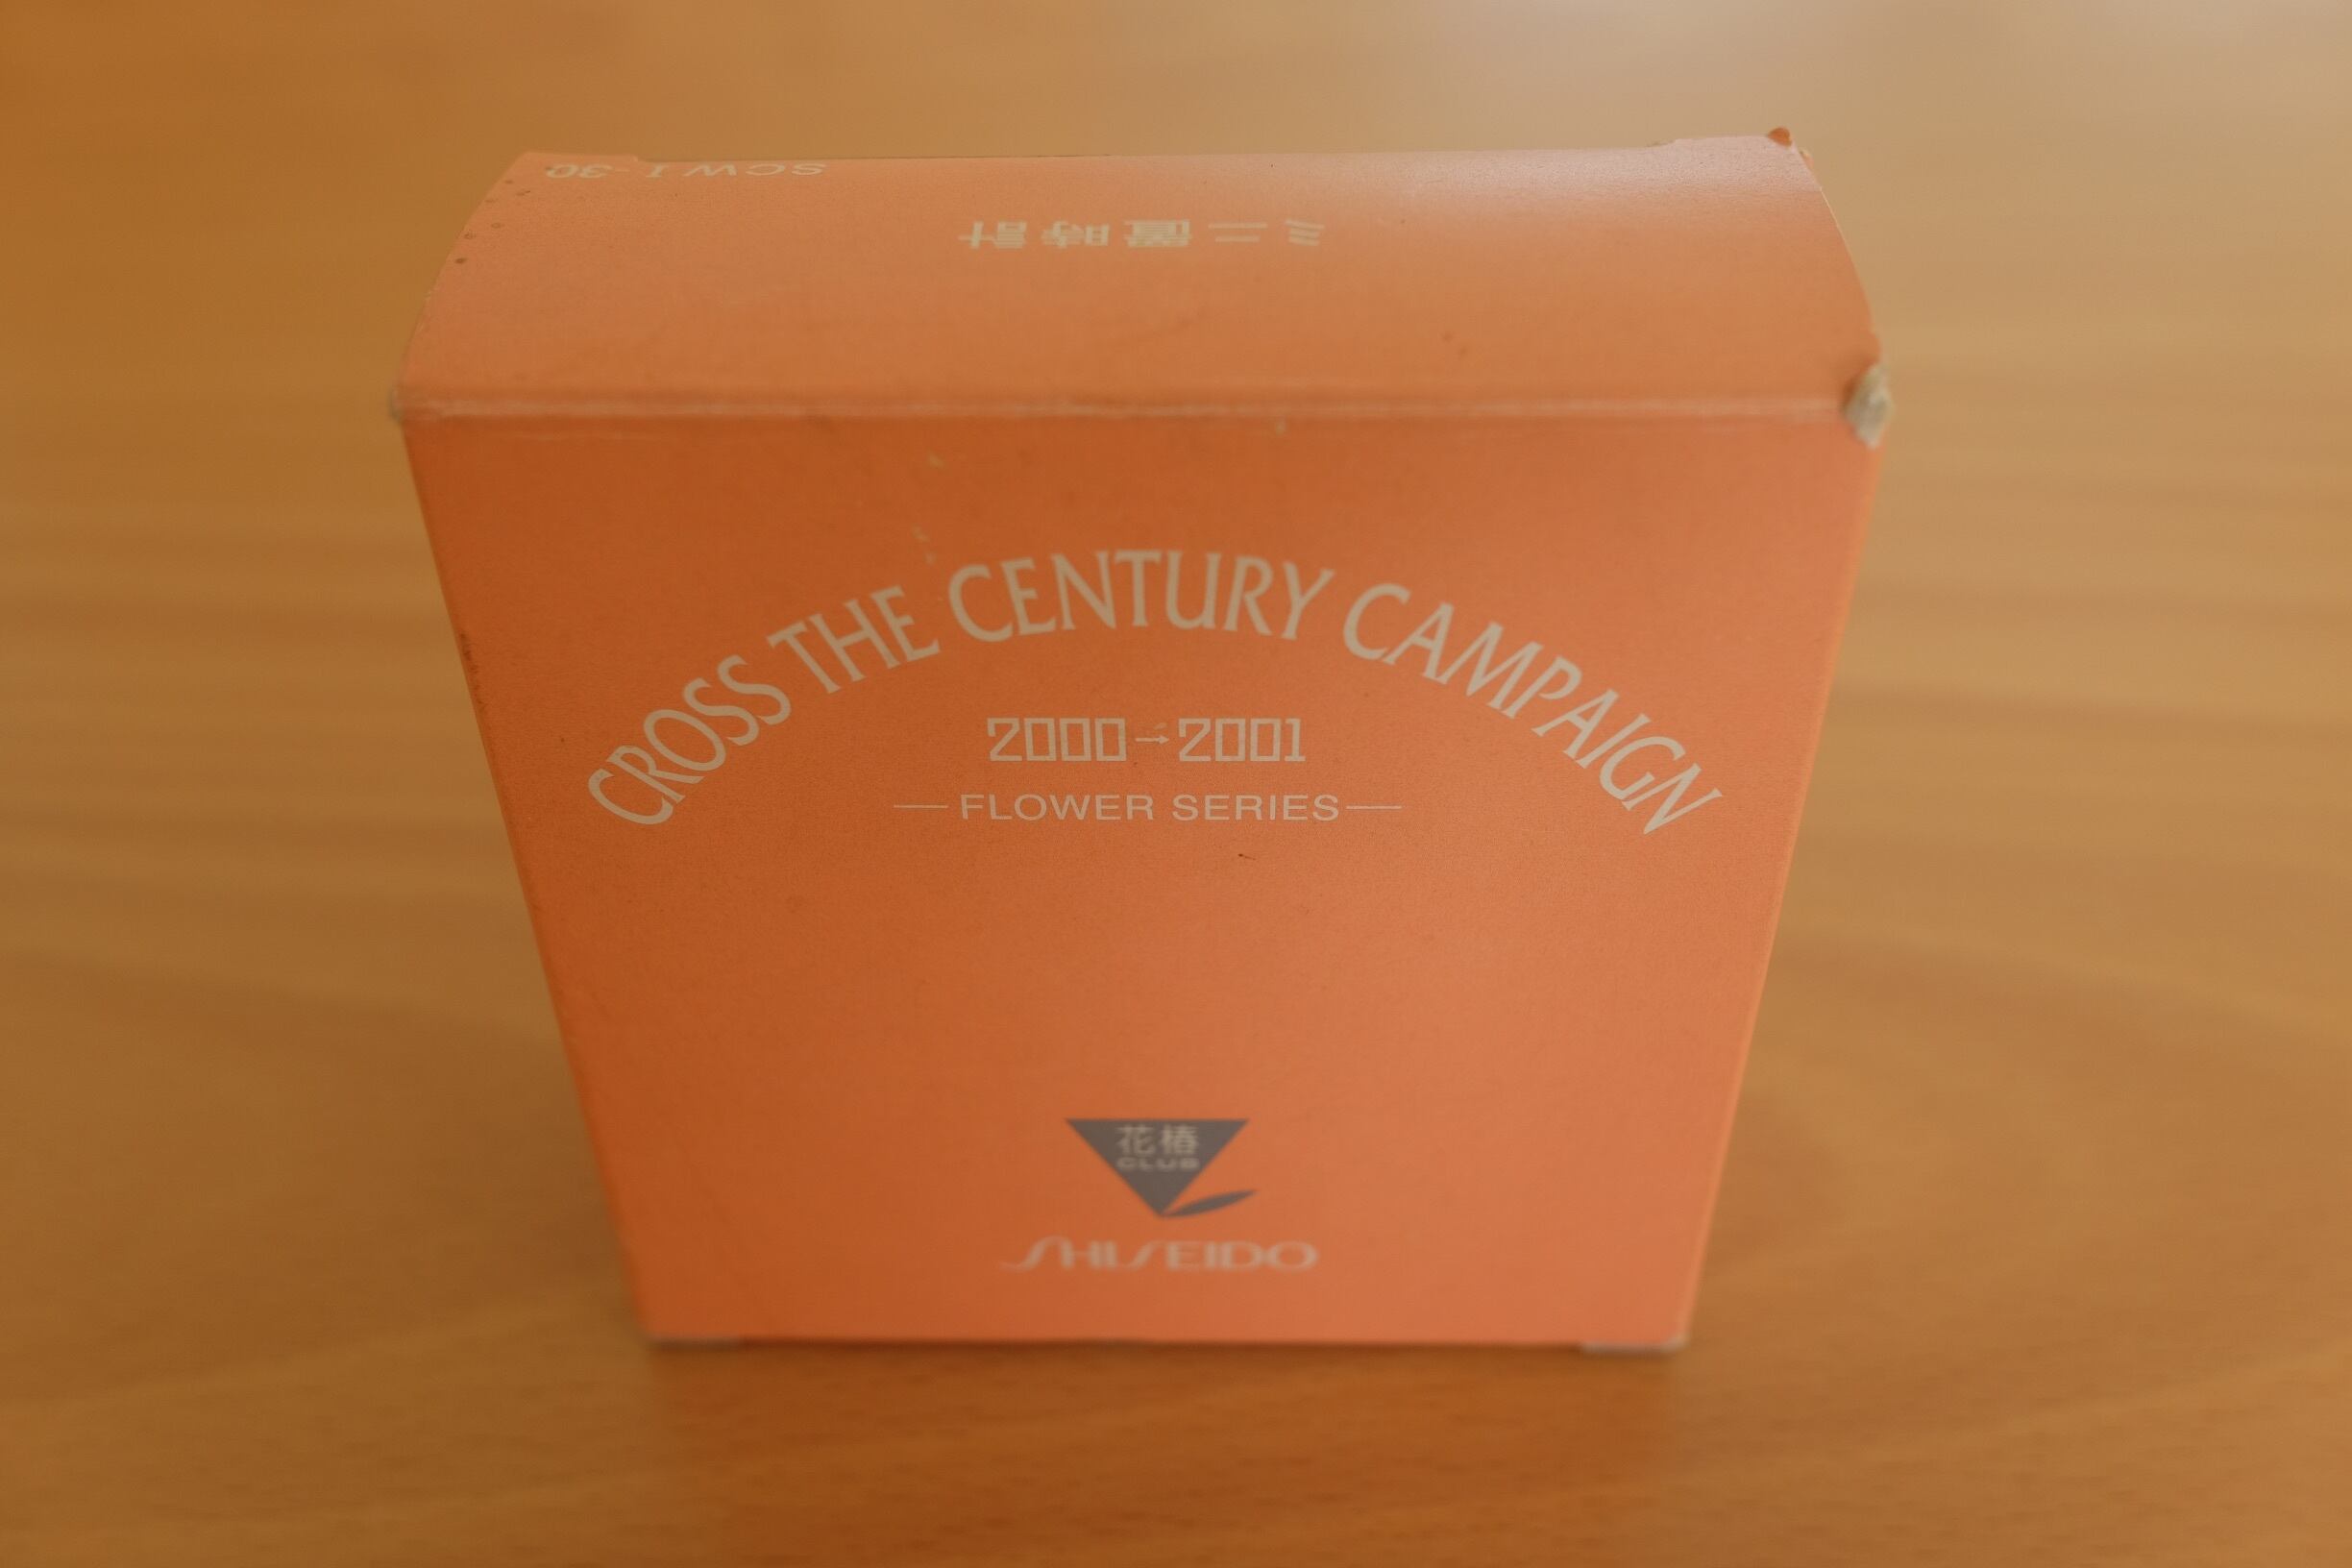 SCW1-30
ミニ置時計
CROSS THE CENTURY CAMPAIGN
2000→2001
FLOWER SERIES
花椿
CLUB
SHISEIDO